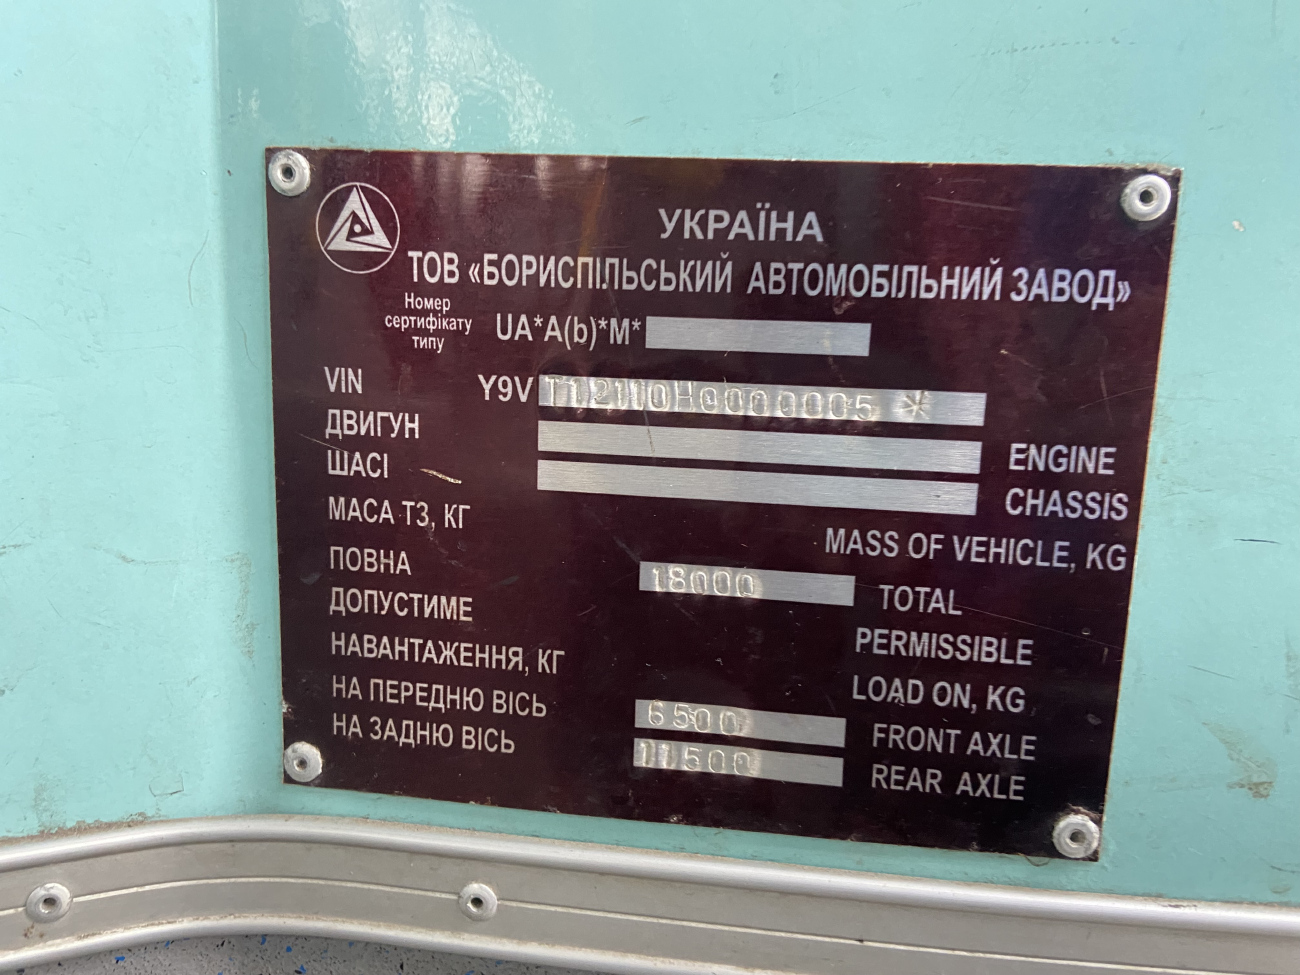 УКРАЇНА
ТОВ «БОРИСПІЛЬСЬКИЙ АВТОМОБІЛЬНИЙ ЗАВОД»
Номер
сертифікату
типу
UA*A(b)*M*
VIN Y9V T12110H0000005 *
ДВИГУН ENGINE
ШАСІ CHASSIS
МАСА ТЗ, КГ MASS OF VEHICLE, KG
ПОВНА 18000 TOTAL
ДОПУСТИМЕ PERMISSIBLE
НАВАНТАЖЕННЯ, КГ LOAD ON, KG
НА ПЕРЕДНЮ ВІСЬ 6500 FRONT AXLE
НА ЗАДНЮ ВІСЬ 11500 REAR AXLE